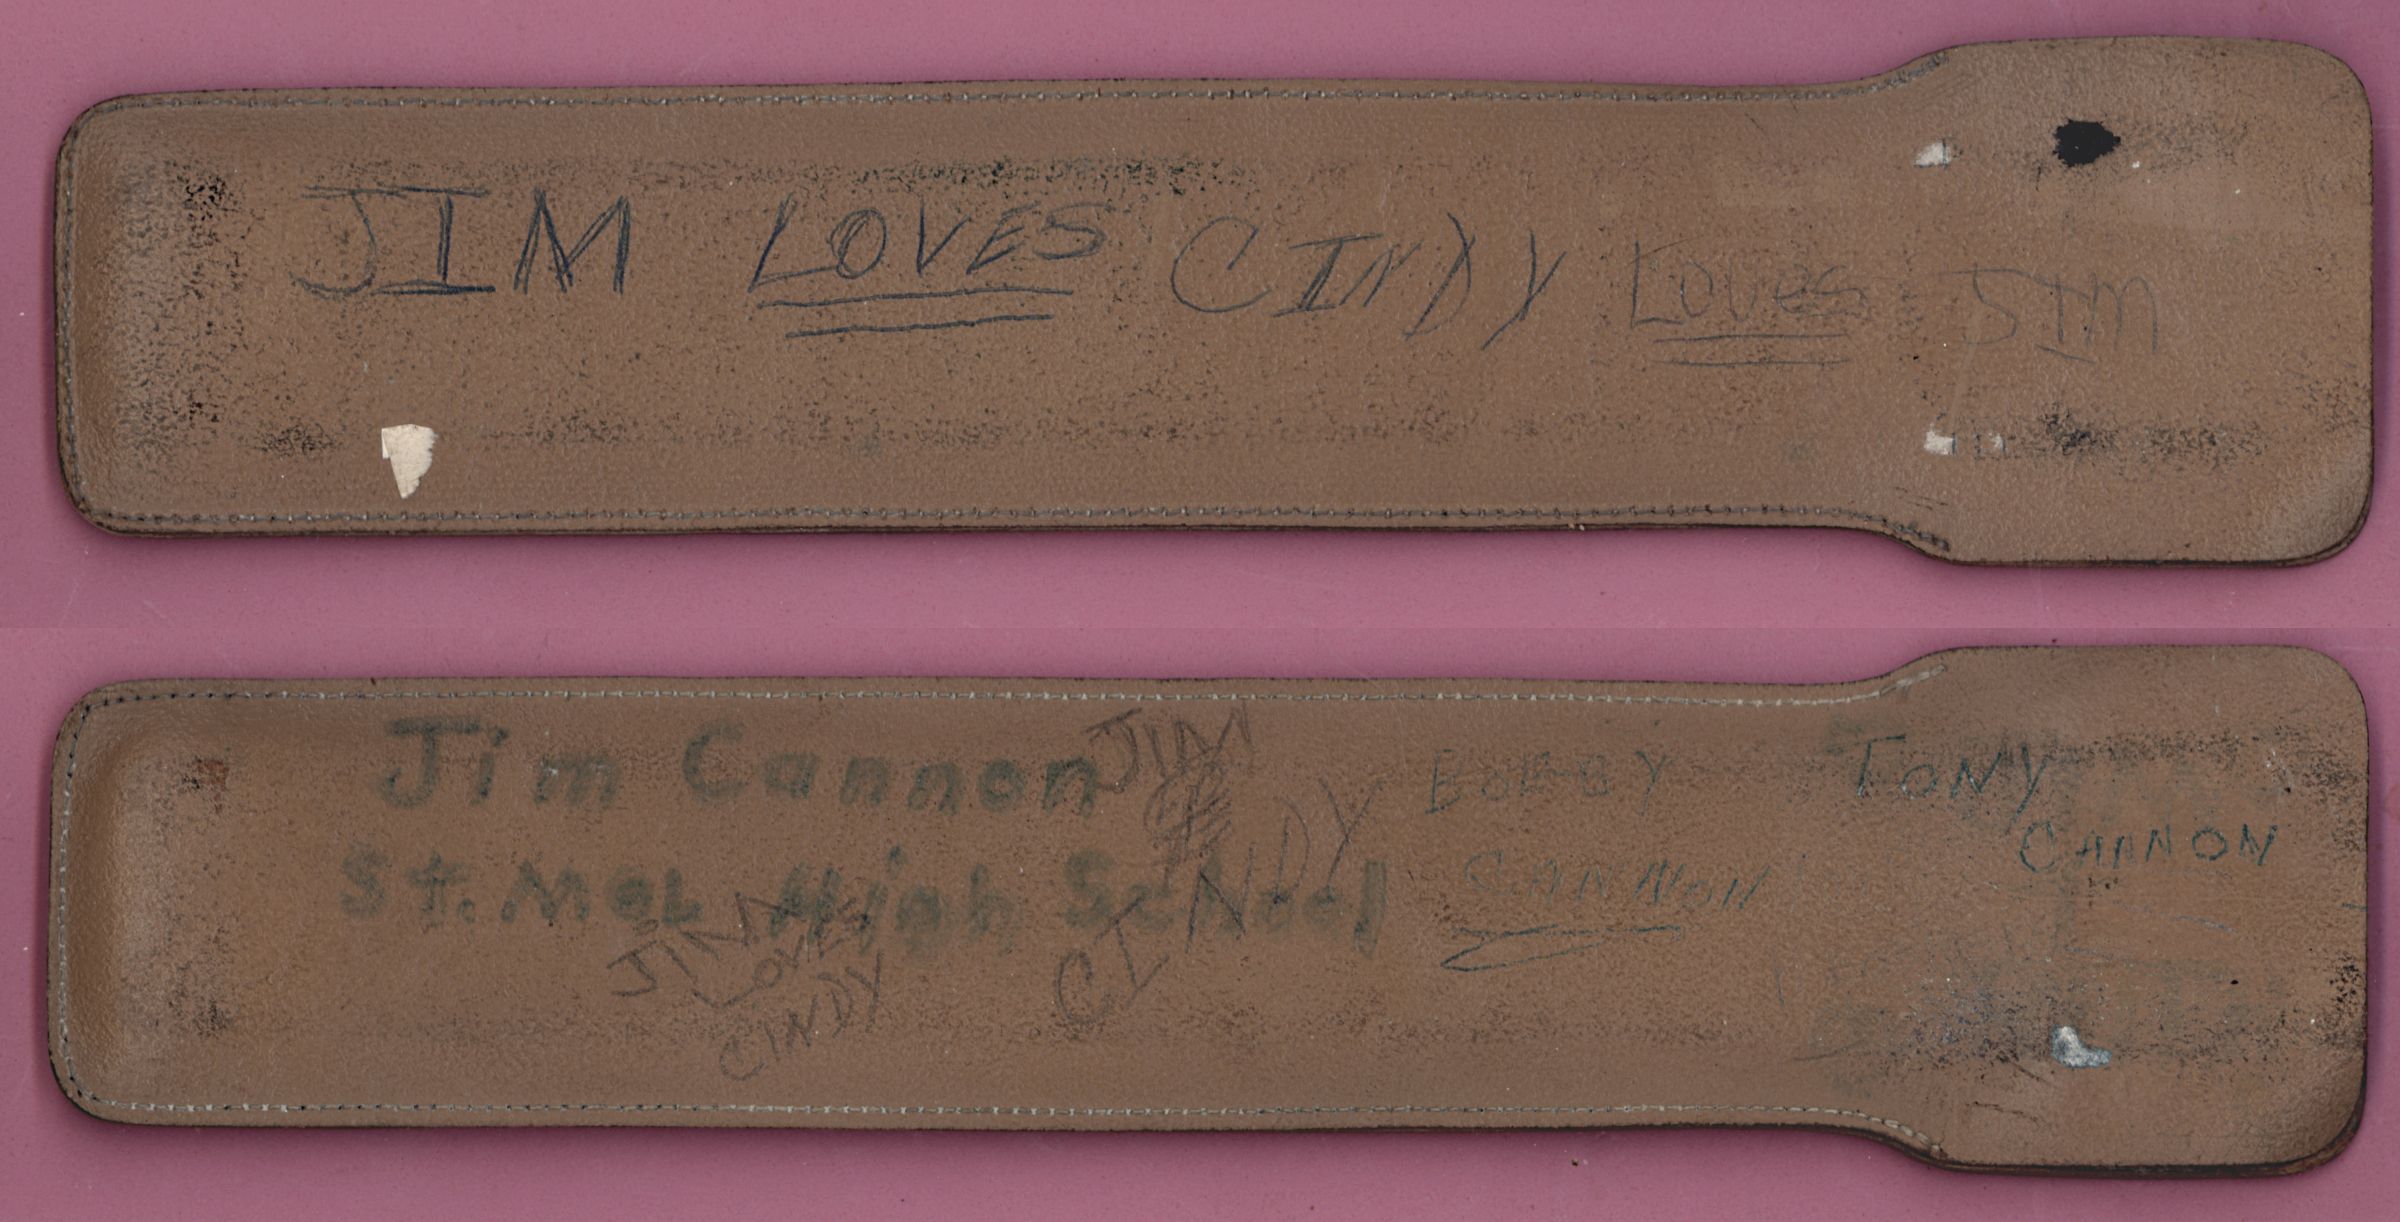 JIM LOVES CINDY LOVES JIM
Jim Cannon
St. Mel High School
JIM
&
CINDY
JIM
LOVES
CINDY
BOBBY
CANNON
TONY
CANNON